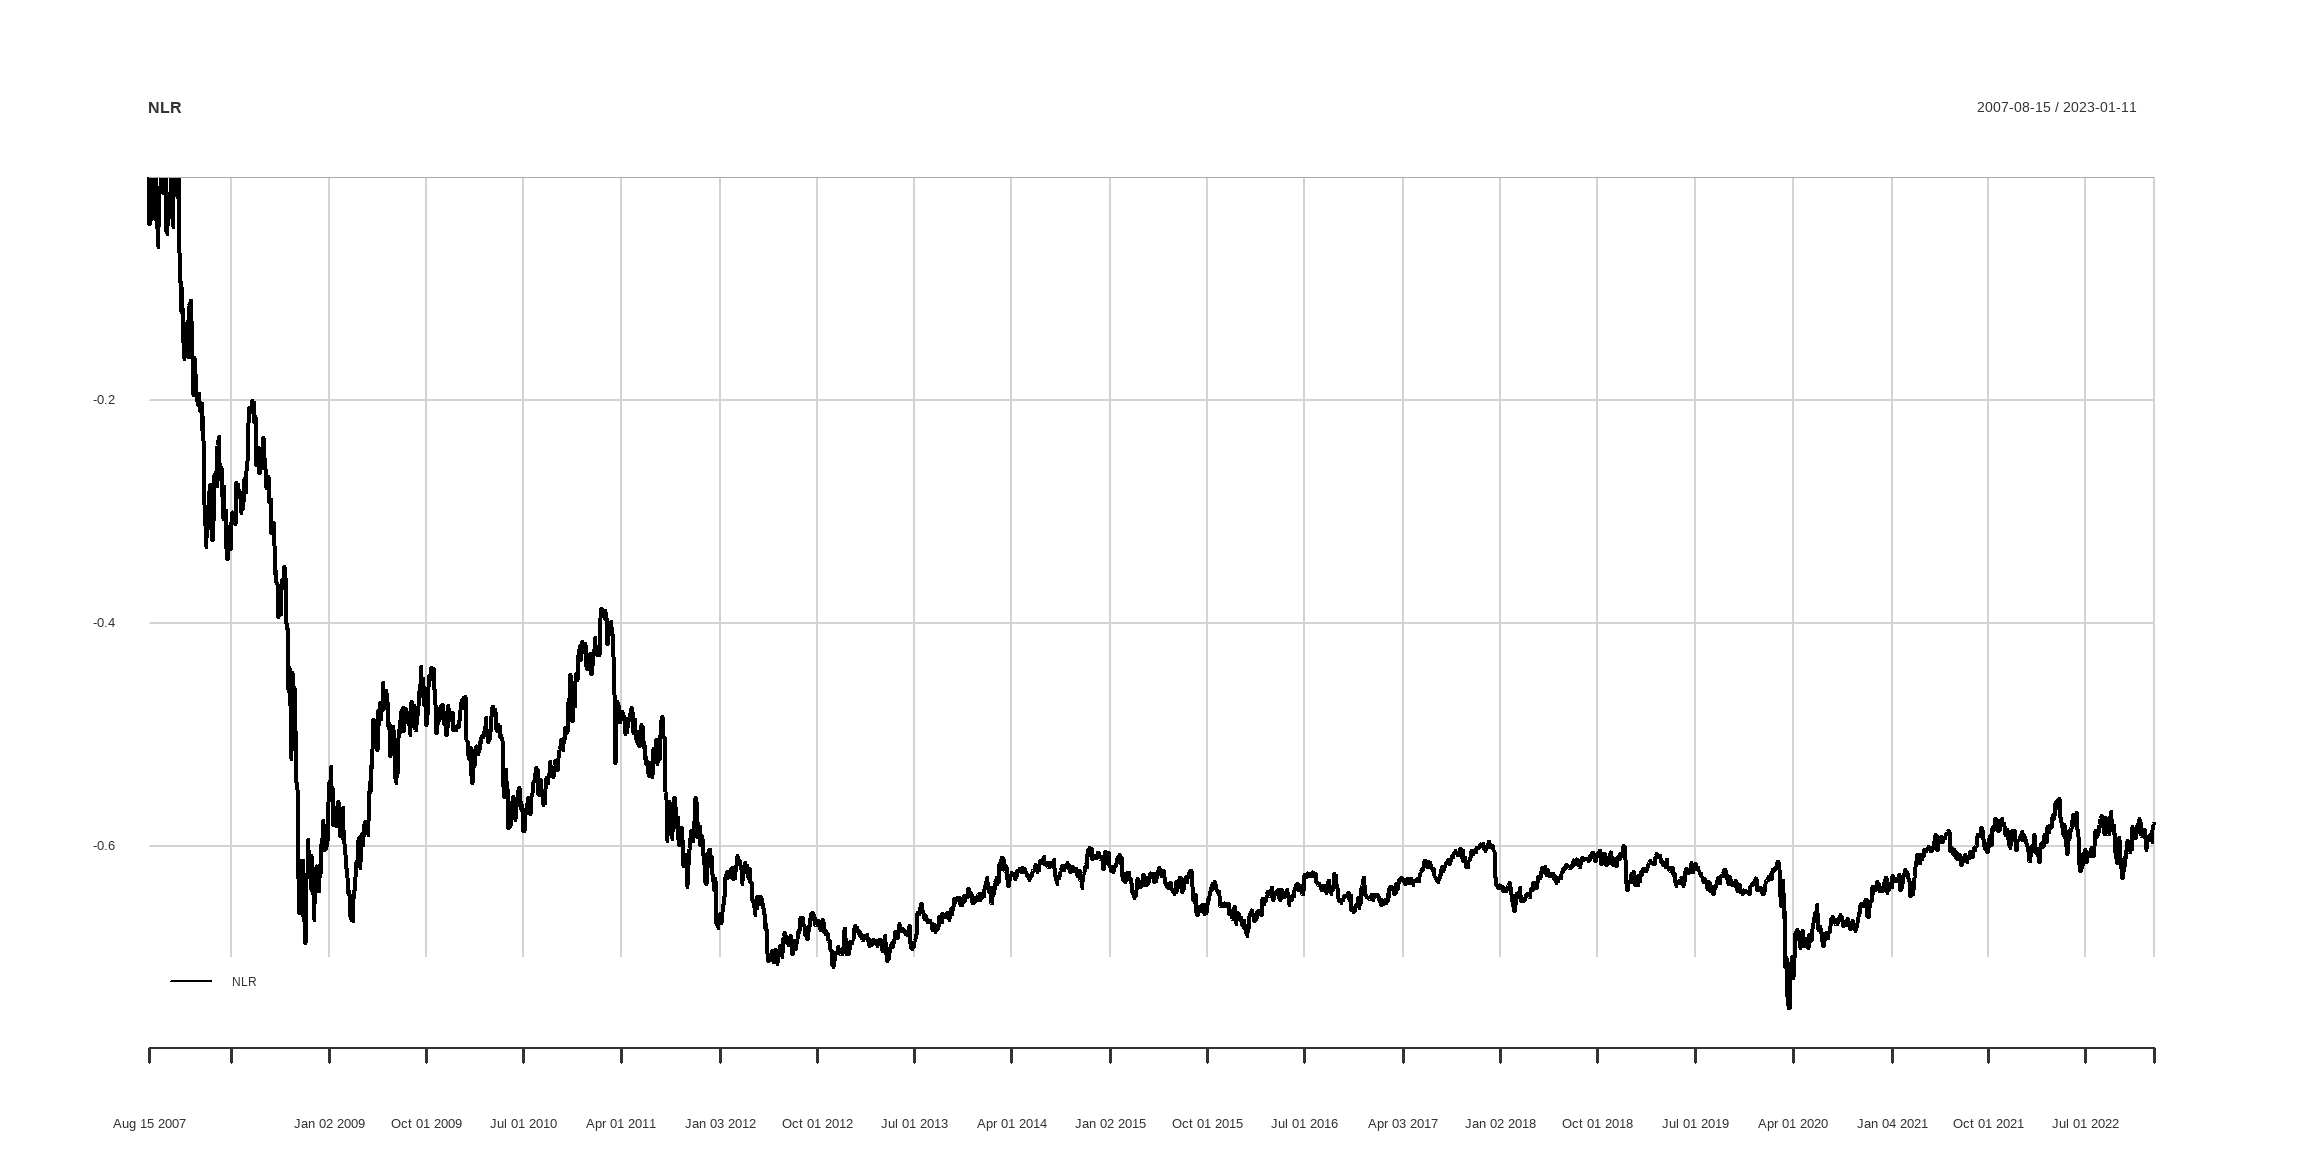 NLR
2007-08-15 / 2023-01-11
-0.2
-0.4
-0.6
NLR
Aug 15 2007
Jan 02 2009
Oct 01 2009
Jul 01 2010
Apr 01 2011
Jan 03 2012
Oct 01 2012
Jul 01 2013
Apr 01 2014
Jan 02 2015
Oct 01 2015
Jul 01 2016
Apr 03 2017
Jan 02 2018
Oct 01 2018
Jul 01 2019
Apr 01 2020
Jan 04 2021
Oct 01 2021
Jul 01 2022